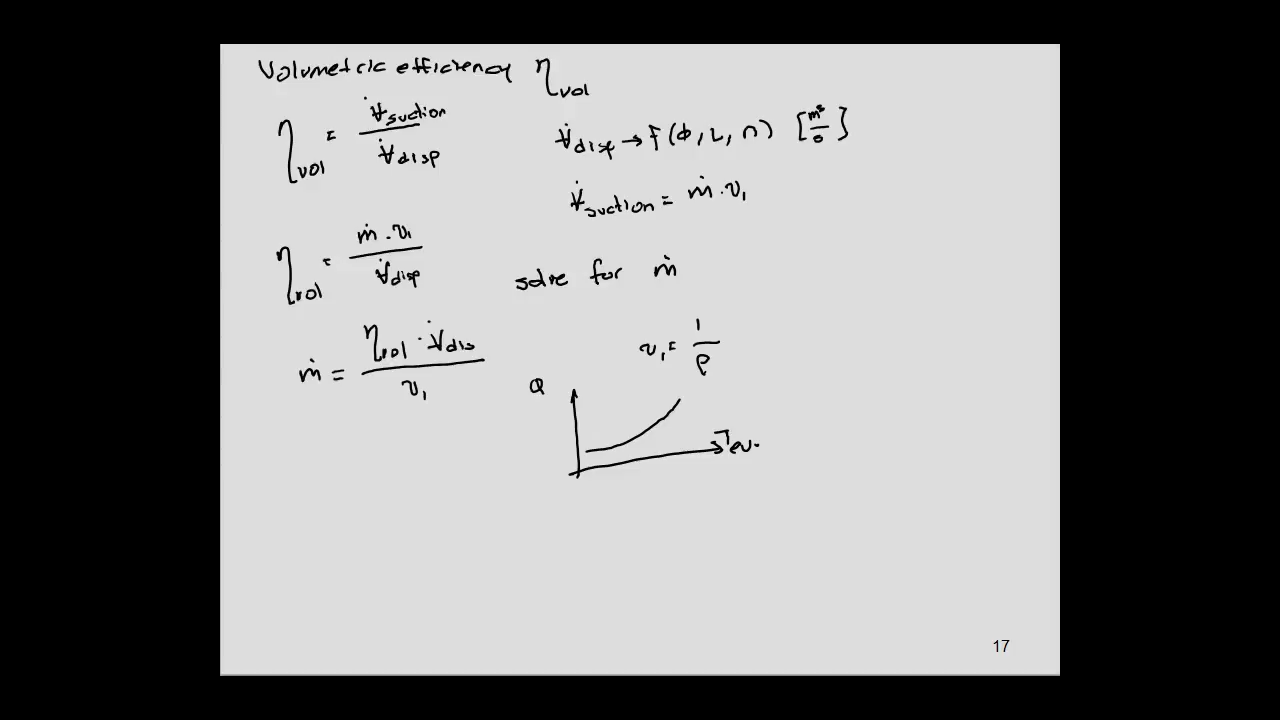 Volumetric efficiency η_vol
η_vol = V̇_suction / V̇_disp
V̇_disp → F(ϕ, L, n) [m³/s]
V̇_suction = ṁ · v₁
η_vol = ṁ · v₁ / V̇_disp
solve for ṁ
ṁ = η_vol · V̇_dis / v₁
v₁ = 1 / ρ
Q
Tev.
17